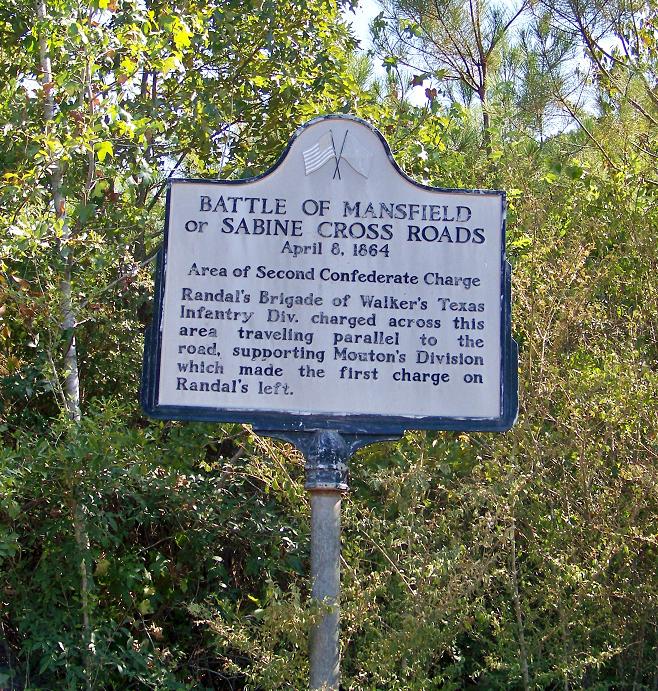 BATTLE OF MANSFIELD
or SABINE CROSS ROADS
April 8, 1864
Area of Second Confederate Charge
Randal's Brigade of Walker's Texas
Infantry Div. charged across this
area traveling parallel to the
road, supporting Mouton's Division
which made the first charge on
Randal's left.